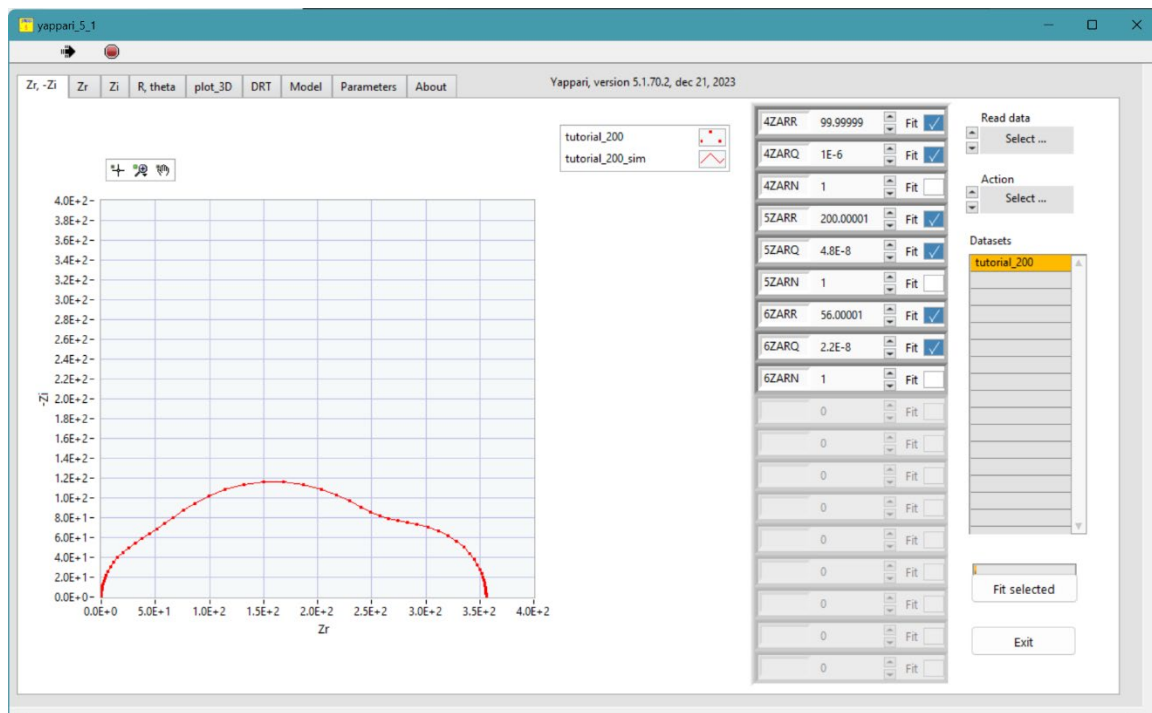 yappari_5_1
Zr, -Zi Zr Zi R, theta plot_3D DRT Model Parameters About
Yappari, version 5.1.70.2, dec 21, 2023
tutorial_200
tutorial_200_sim
4.0E+2
3.8E+2
3.6E+2
3.4E+2
3.2E+2
3.0E+2
2.8E+2
2.6E+2
2.4E+2
2.2E+2
2.0E+2
1.8E+2
1.6E+2
1.4E+2
1.2E+2
1.0E+2
8.0E+1
6.0E+1
4.0E+1
2.0E+1
0.0E+0
-Zi
0.0E+0 5.0E+1 1.0E+2 1.5E+2 2.0E+2 2.5E+2 3.0E+2 3.5E+2 4.0E+2
Zr
4ZARR 99.99999 Fit
4ZARQ 1E-6 Fit
4ZARN 1 Fit
5ZARR 200.00001 Fit
5ZARQ 4.8E-8 Fit
5ZARN 1 Fit
6ZARR 56.00001 Fit
6ZARQ 2.2E-8 Fit
6ZARN 1 Fit
0 Fit
0 Fit
0 Fit
0 Fit
0 Fit
0 Fit
0 Fit
0 Fit
0 Fit
Read data
Select ...
Action
Select ...
Datasets
tutorial_200
Fit selected
Exit